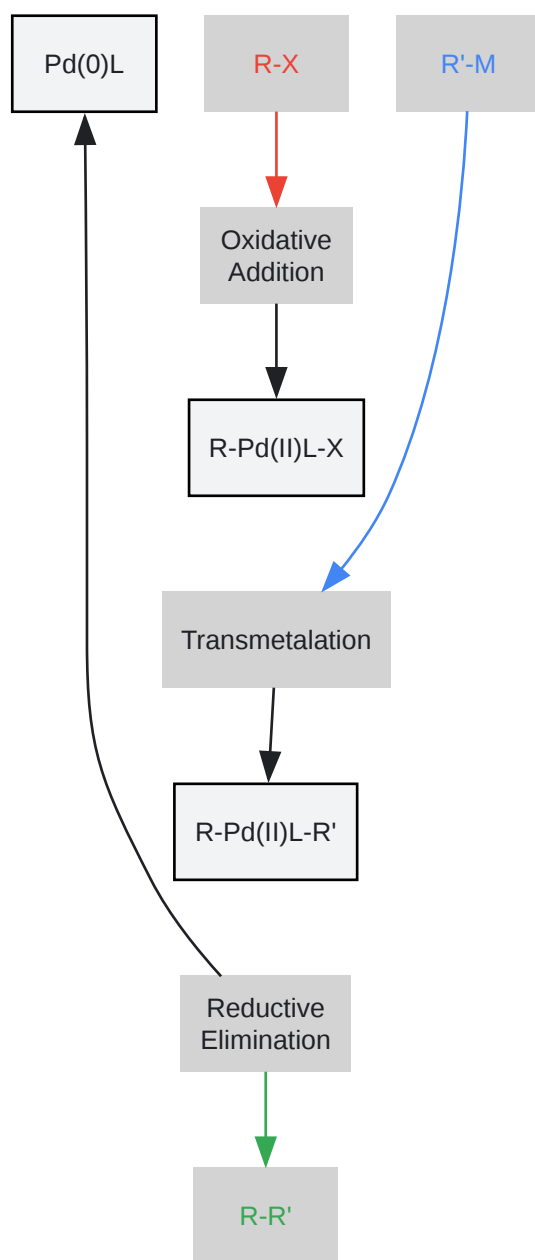 Pd(0)L
R-X
R'-M
Oxidative
Addition
R-Pd(II)L-X
Transmetalation
R-Pd(II)L-R'
Reductive
Elimination
R-R'